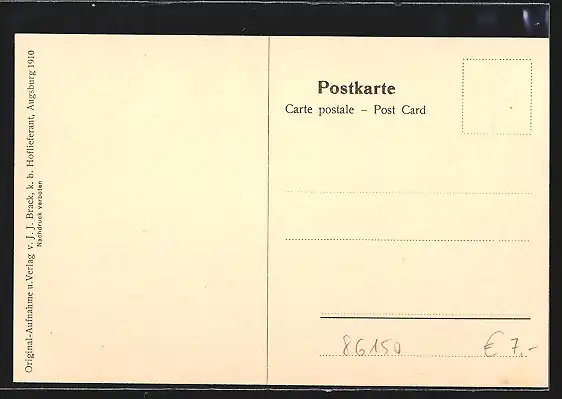 Original-Aufnahme u. Verlag v. J. J. Brack, k. b. Hoflieferant, Augsburg 1910
Nachdruck verboten
Postkarte
Carte postale – Post Card
86150 € 7.-